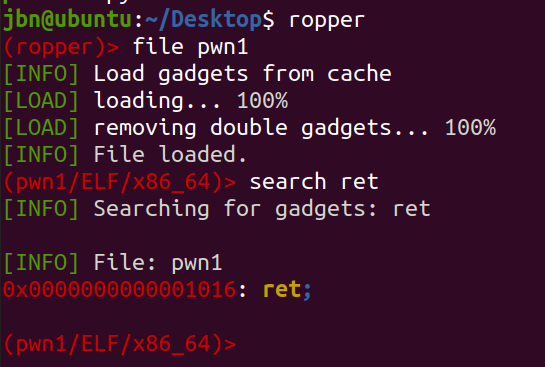 jbn@ubuntu:~/Desktop$ ropper
(ropper)> file pwn1
[INFO] Load gadgets from cache
[LOAD] loading... 100%
[LOAD] removing double gadgets... 100%
[INFO] File loaded.
(pwn1/ELF/x86_64)> search ret
[INFO] Searching for gadgets: ret
[INFO] File: pwn1
0x0000000000001016: ret;
(pwn1/ELF/x86_64)>